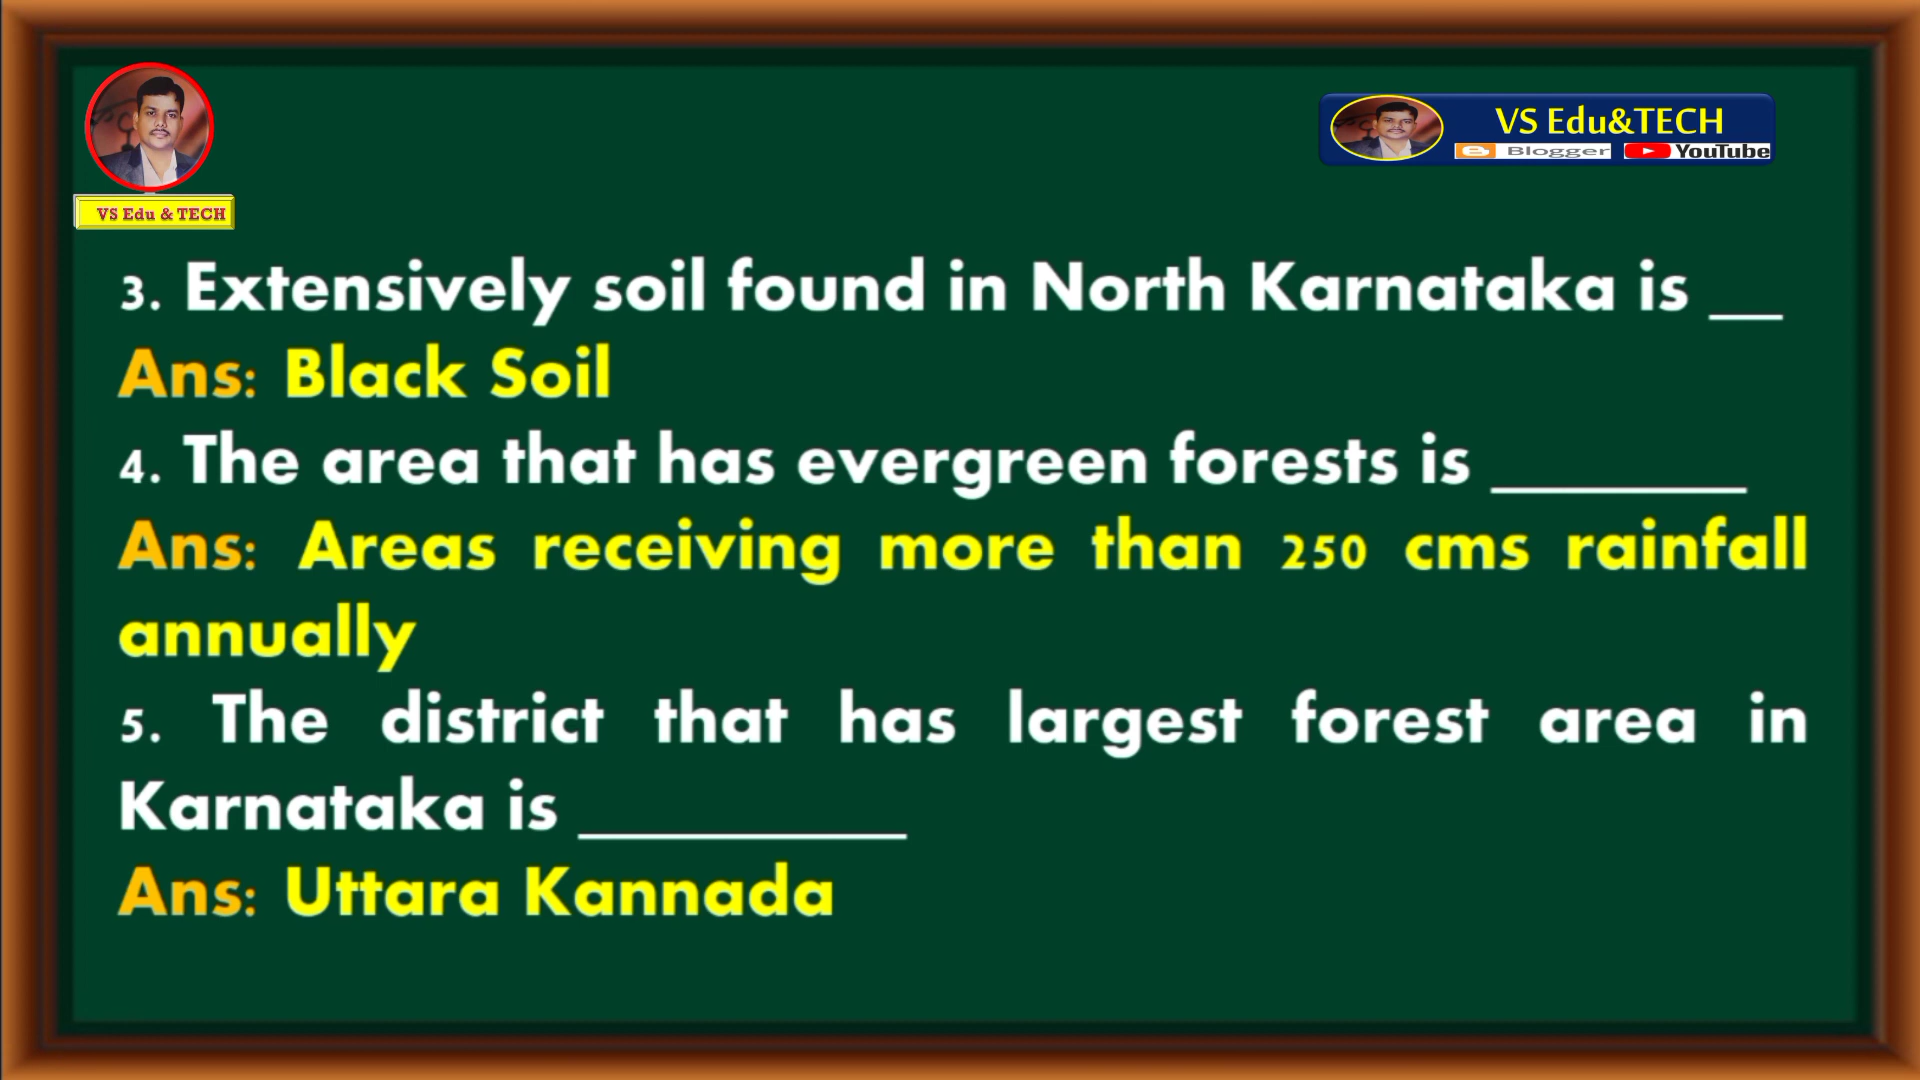 VS Edu&TECH
Blogger YouTube
VS Edu & TECH
3. Extensively soil found in North Karnataka is __
Ans: Black Soil
4. The area that has evergreen forests is _______
Ans: Areas receiving more than 250 cms rainfall
annually
5. The district that has largest forest area in
Karnataka is _________
Ans: Uttara Kannada